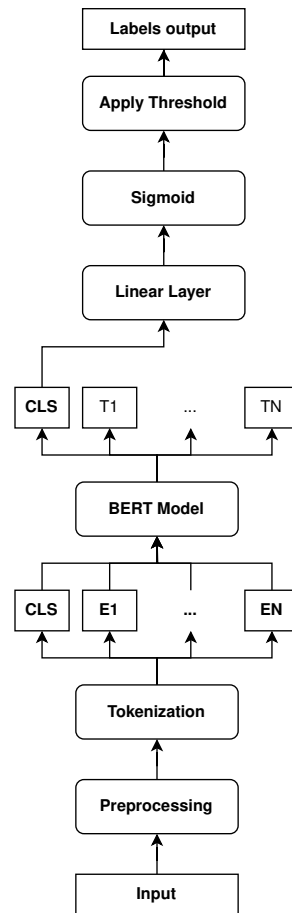 Labels output
Apply Threshold
Sigmoid
Linear Layer
CLS T1 ... TN
BERT Model
CLS E1 ... EN
Tokenization
Preprocessing
Input